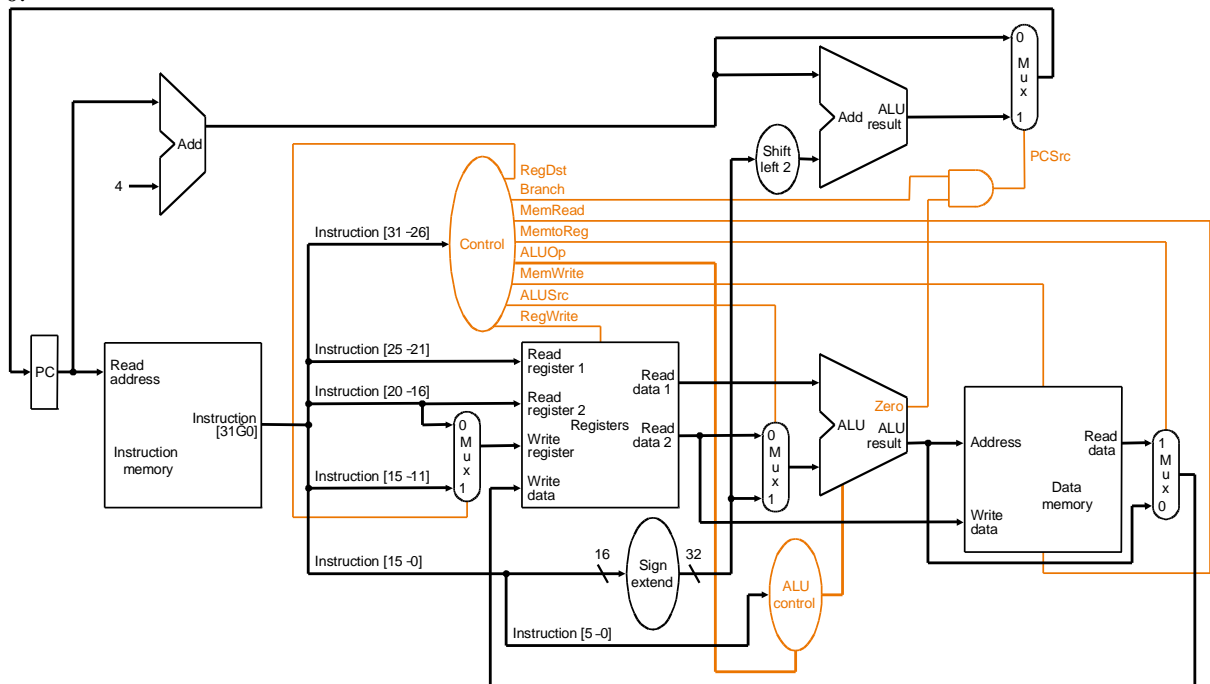 0
M
u
x
1
Add
ALU
result
Add
Shift
left 2
4
PCSrc
RegDst
Branch
MemRead
MemtoReg
ALUOp
MemWrite
ALUSrc
RegWrite
Control
Instruction [31 -26]
Instruction [25 -21]
Instruction [20 -16]
Instruction [15 -11]
Instruction [15 -0]
Instruction [5 -0]
PC
Read
address
Instruction
[31G0]
Instruction
memory
0
M
u
x
1
Read
register 1
Read
register 2
Write
register
Write
data
Registers
Read
data 1
Read
data 2
0
M
u
x
1
Zero
ALU
ALU
result
Address
Write
data
Read
data
Data
memory
1
M
u
x
0
16
Sign
extend
32
ALU
control